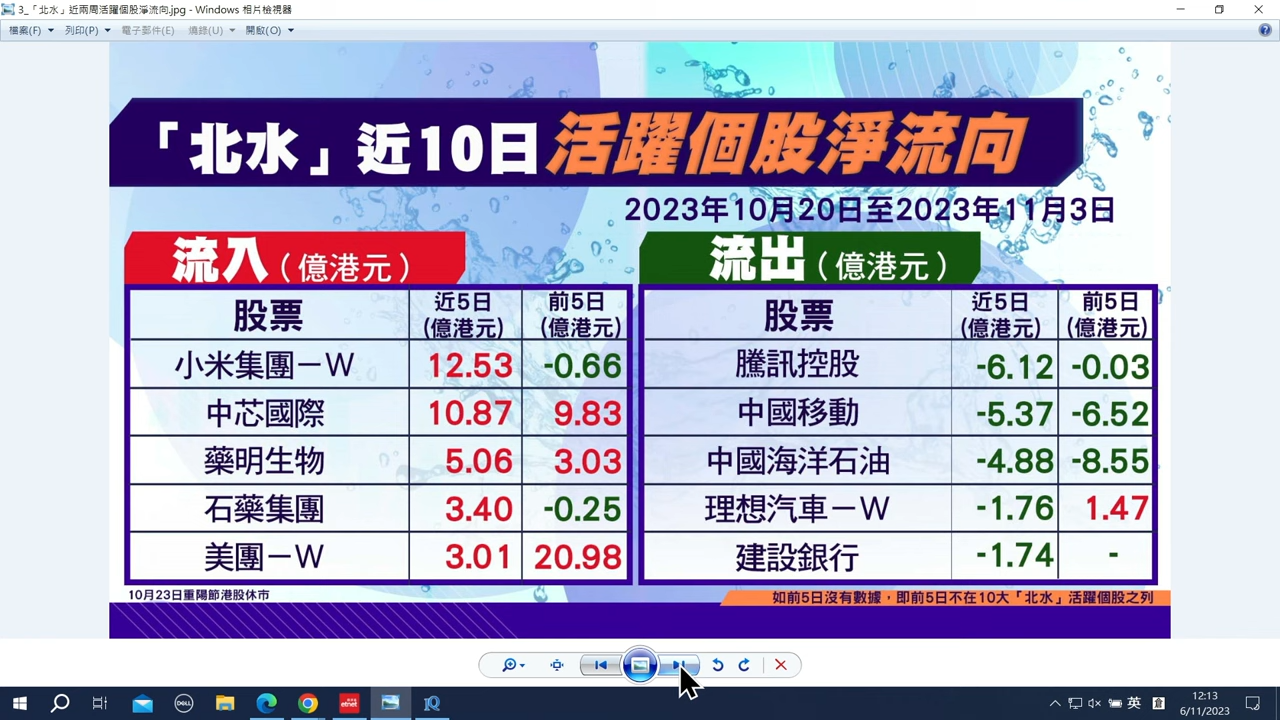 3_「北水」近兩周活躍個股淨流向.jpg - Windows 相片檢視器
檔案(F) 列印(P) 電子郵件(E) 燒錄(U) 開啟(O)
「北水」近10日活躍個股淨流向
2023年10月20日至2023年11月3日
流入(億港元)
股票 近5日(億港元) 前5日(億港元)
小米集團－W 12.53 -0.66
中芯國際 10.87 9.83
藥明生物 5.06 3.03
石藥集團 3.40 -0.25
美團－W 3.01 20.98
10月23日重陽節港股休市
流出(億港元)
股票 近5日(億港元) 前5日(億港元)
騰訊控股 -6.12 -0.03
中國移動 -5.37 -6.52
中國海洋石油 -4.88 -8.55
理想汽車－W -1.76 1.47
建設銀行 -1.74 -
如前5日沒有數據，即前5日不在10大「北水」活躍個股之列
DELL etnet IQ 英 12:13
6/11/2023